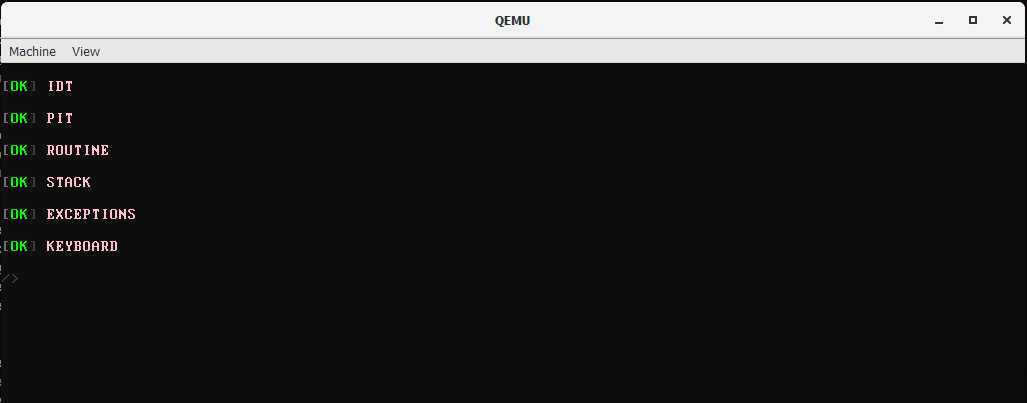 QEMU
Machine View
[OK] IDT
[OK] PIT
[OK] ROUTINE
[OK] STACK
[OK] EXCEPTIONS
[OK] KEYBOARD
/>